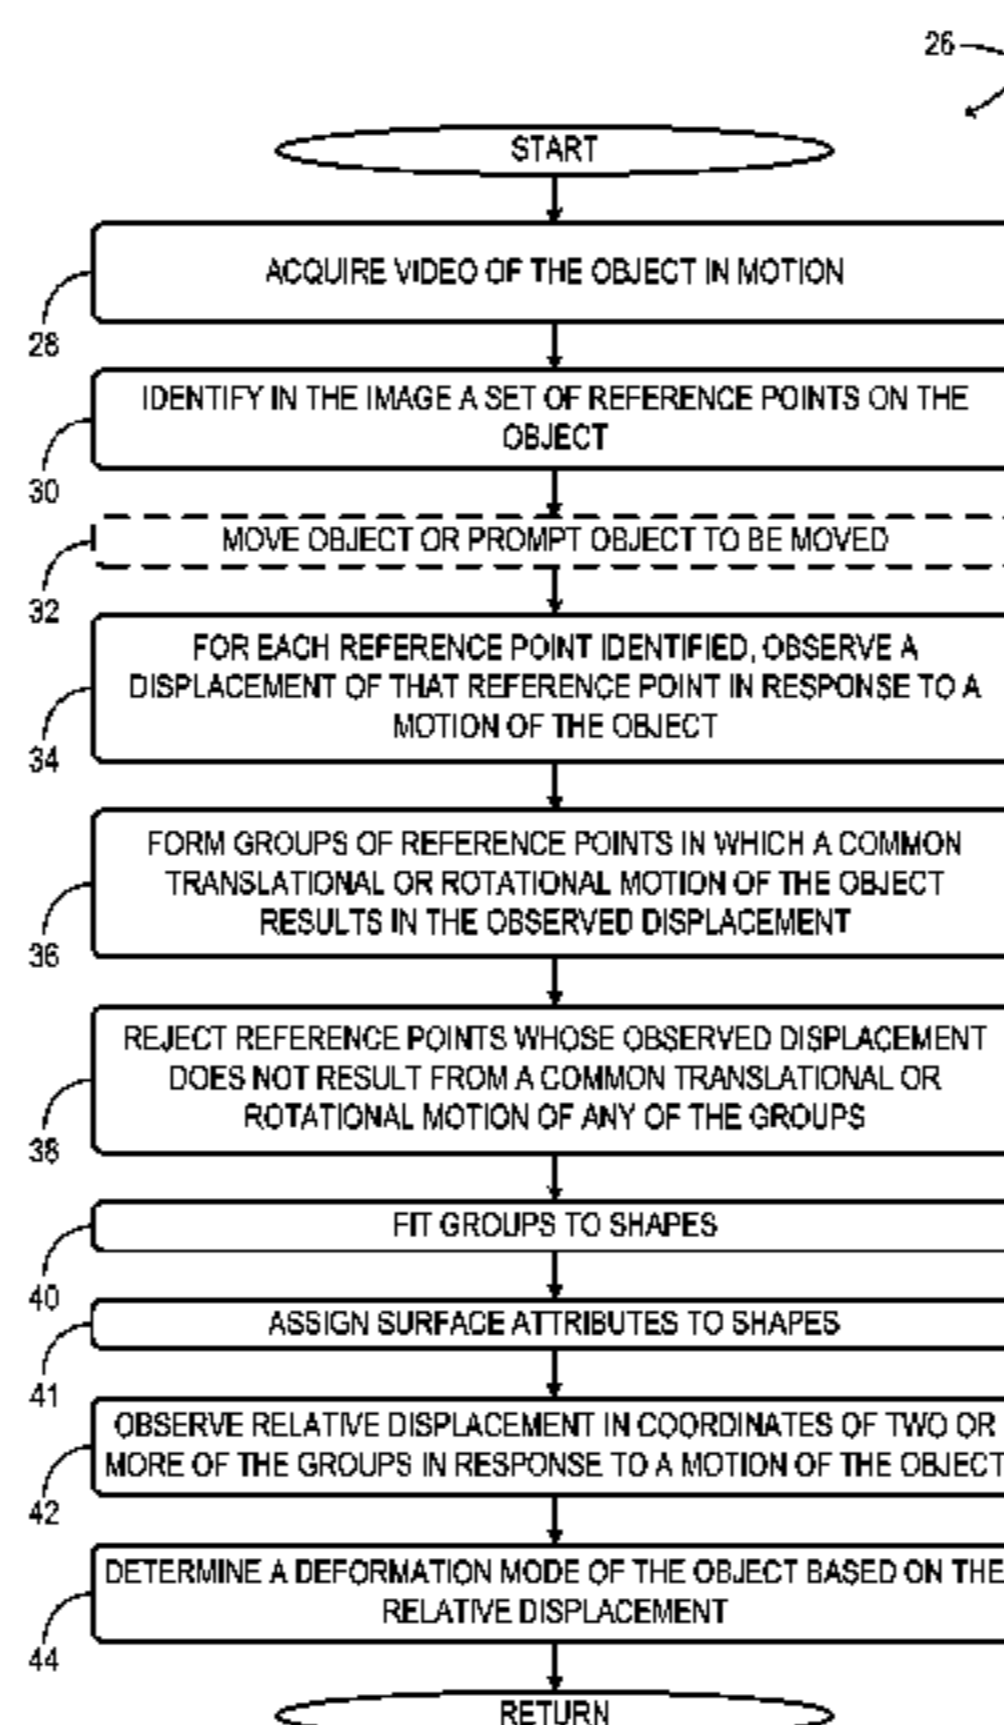 26
START
ACQUIRE VIDEO OF THE OBJECT IN MOTION
28
IDENTIFY IN THE IMAGE A SET OF REFERENCE POINTS ON THE
OBJECT
30
MOVE OBJECT OR PROMPT OBJECT TO BE MOVED
32
FOR EACH REFERENCE POINT IDENTIFIED, OBSERVE A
DISPLACEMENT OF THAT REFERENCE POINT IN RESPONSE TO A
MOTION OF THE OBJECT
34
FORM GROUPS OF REFERENCE POINTS IN WHICH A COMMON
TRANSLATIONAL OR ROTATIONAL MOTION OF THE OBJECT
RESULTS IN THE OBSERVED DISPLACEMENT
36
REJECT REFERENCE POINTS WHOSE OBSERVED DISPLACEMENT
DOES NOT RESULT FROM A COMMON TRANSLATIONAL OR
ROTATIONAL MOTION OF ANY OF THE GROUPS
38
FIT GROUPS TO SHAPES
40
ASSIGN SURFACE ATTRIBUTES TO SHAPES
41
OBSERVE RELATIVE DISPLACEMENT IN COORDINATES OF TWO OR
MORE OF THE GROUPS IN RESPONSE TO A MOTION OF THE OBJECT
42
DETERMINE A DEFORMATION MODE OF THE OBJECT BASED ON THE
RELATIVE DISPLACEMENT
44
RETURN